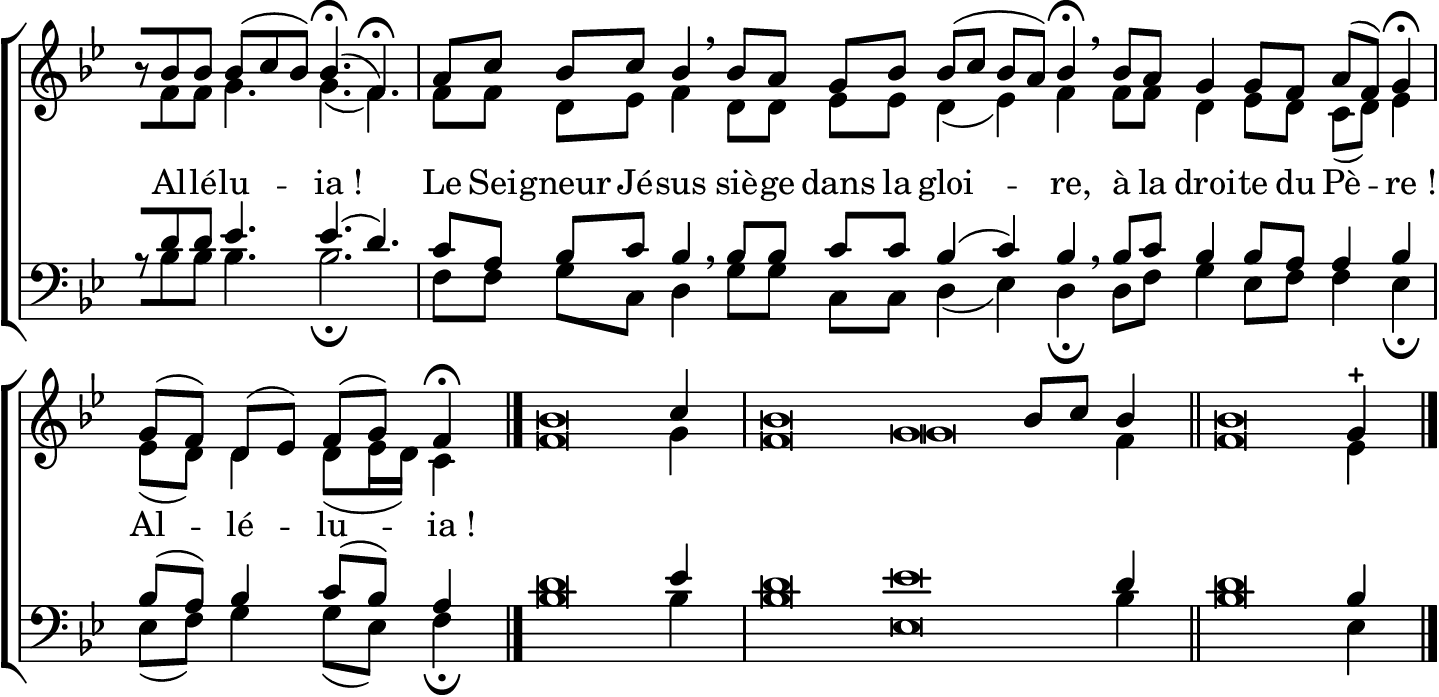 Allélu -- ia !  Le Seigneur Jésus siège dans la gloi -- re, à la droite du Pè -- re !
Al -- lé -- lu -- ia !